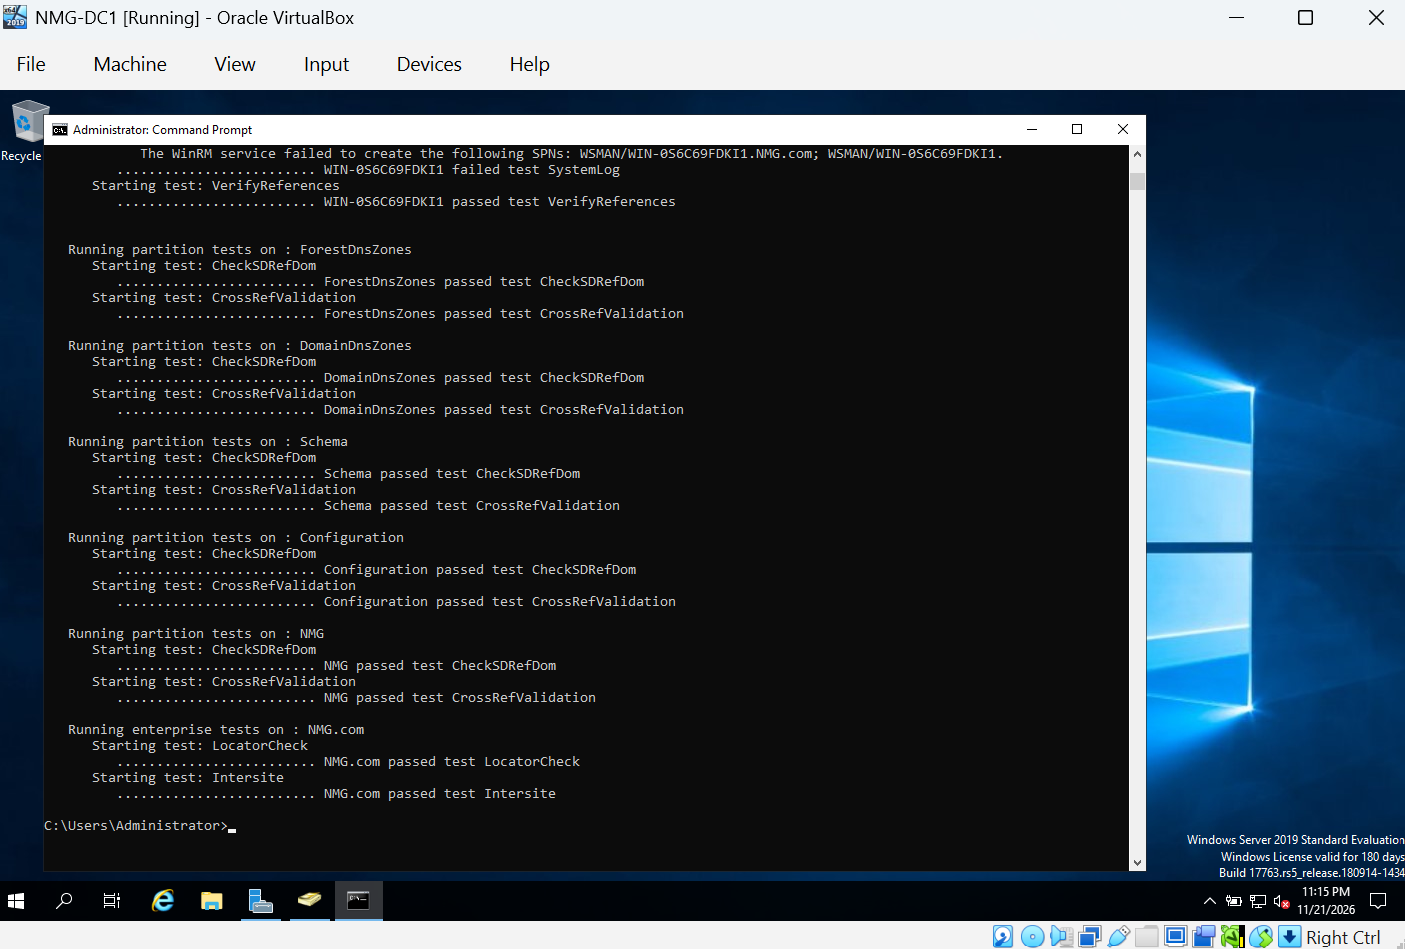 NMG-DC1 [Running] - Oracle VirtualBox
File Machine View Input Devices Help
Recycle
Administrator: Command Prompt
The WinRM service failed to create the following SPNs: WSMAN/WIN-0S6C69FDKI1.NMG.com; WSMAN/WIN-0S6C69FDKI1.
......................... WIN-0S6C69FDKI1 failed test SystemLog
Starting test: VerifyReferences
......................... WIN-0S6C69FDKI1 passed test VerifyReferences
Running partition tests on : ForestDnsZones
Starting test: CheckSDRefDom
......................... ForestDnsZones passed test CheckSDRefDom
Starting test: CrossRefValidation
......................... ForestDnsZones passed test CrossRefValidation
Running partition tests on : DomainDnsZones
Starting test: CheckSDRefDom
......................... DomainDnsZones passed test CheckSDRefDom
Starting test: CrossRefValidation
......................... DomainDnsZones passed test CrossRefValidation
Running partition tests on : Schema
Starting test: CheckSDRefDom
......................... Schema passed test CheckSDRefDom
Starting test: CrossRefValidation
......................... Schema passed test CrossRefValidation
Running partition tests on : Configuration
Starting test: CheckSDRefDom
......................... Configuration passed test CheckSDRefDom
Starting test: CrossRefValidation
......................... Configuration passed test CrossRefValidation
Running partition tests on : NMG
Starting test: CheckSDRefDom
......................... NMG passed test CheckSDRefDom
Starting test: CrossRefValidation
......................... NMG passed test CrossRefValidation
Running enterprise tests on : NMG.com
Starting test: LocatorCheck
......................... NMG.com passed test LocatorCheck
Starting test: Intersite
......................... NMG.com passed test Intersite
C:\Users\Administrator>
Windows Server 2019 Standard Evaluation
Windows License valid for 180 days
Build 17763.rs5_release.180914-1434
11:15 PM
11/21/2026
Right Ctrl